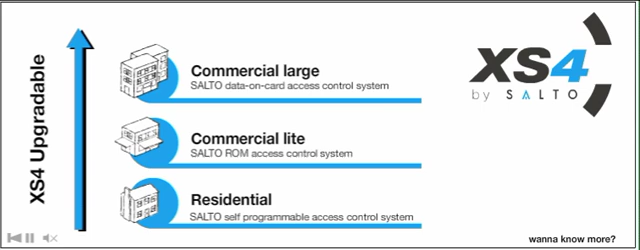 XS4 Upgradable
Commercial large
SALTO data-on-card access control system
Commercial lite
SALTO ROM access control system
Residential
SALTO self programmable access control system
XS4
by SALTO
wanna know more?